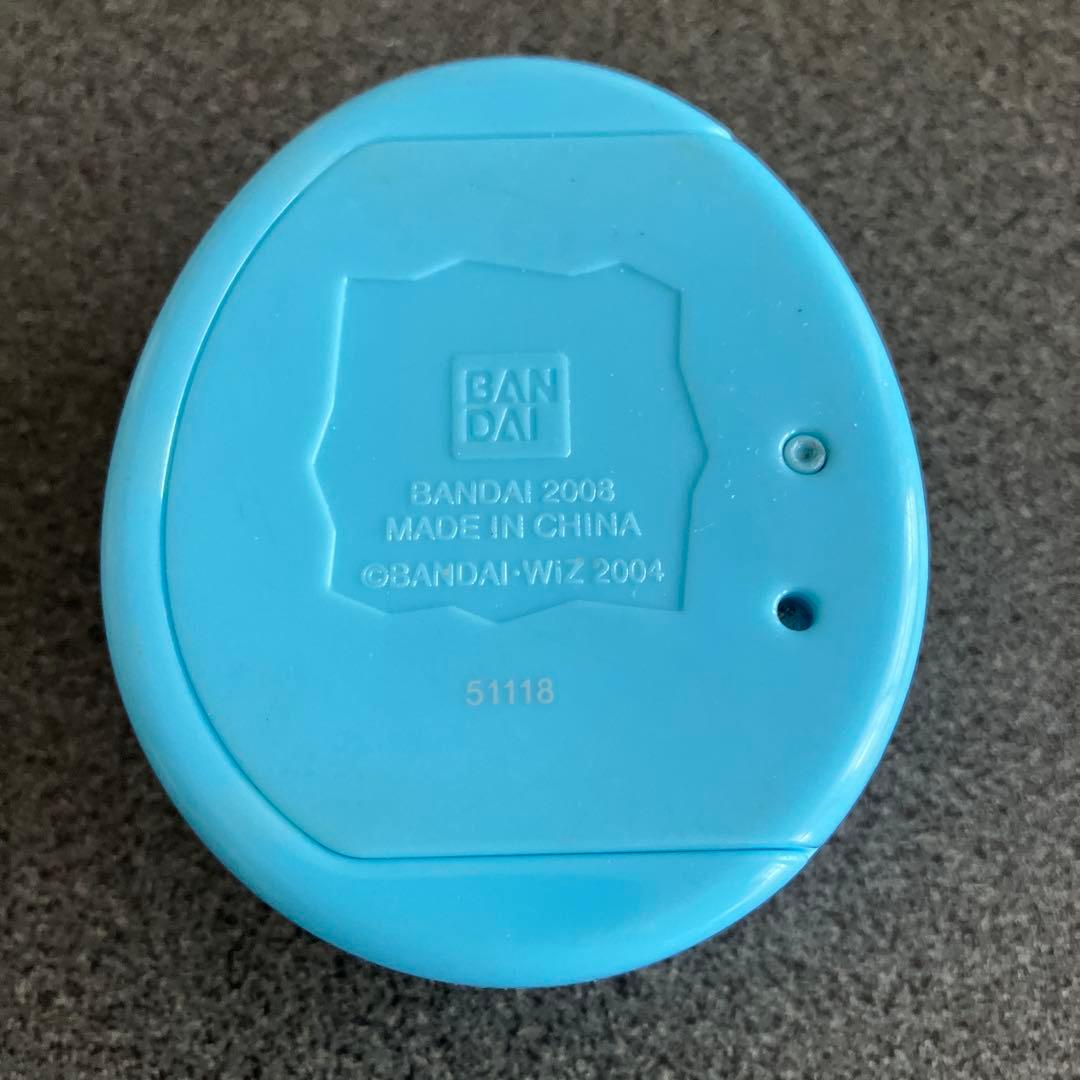 BAN
DAI
BANDAI 2008
MADE IN CHINA
©BANDAI·WiZ 2004
51118